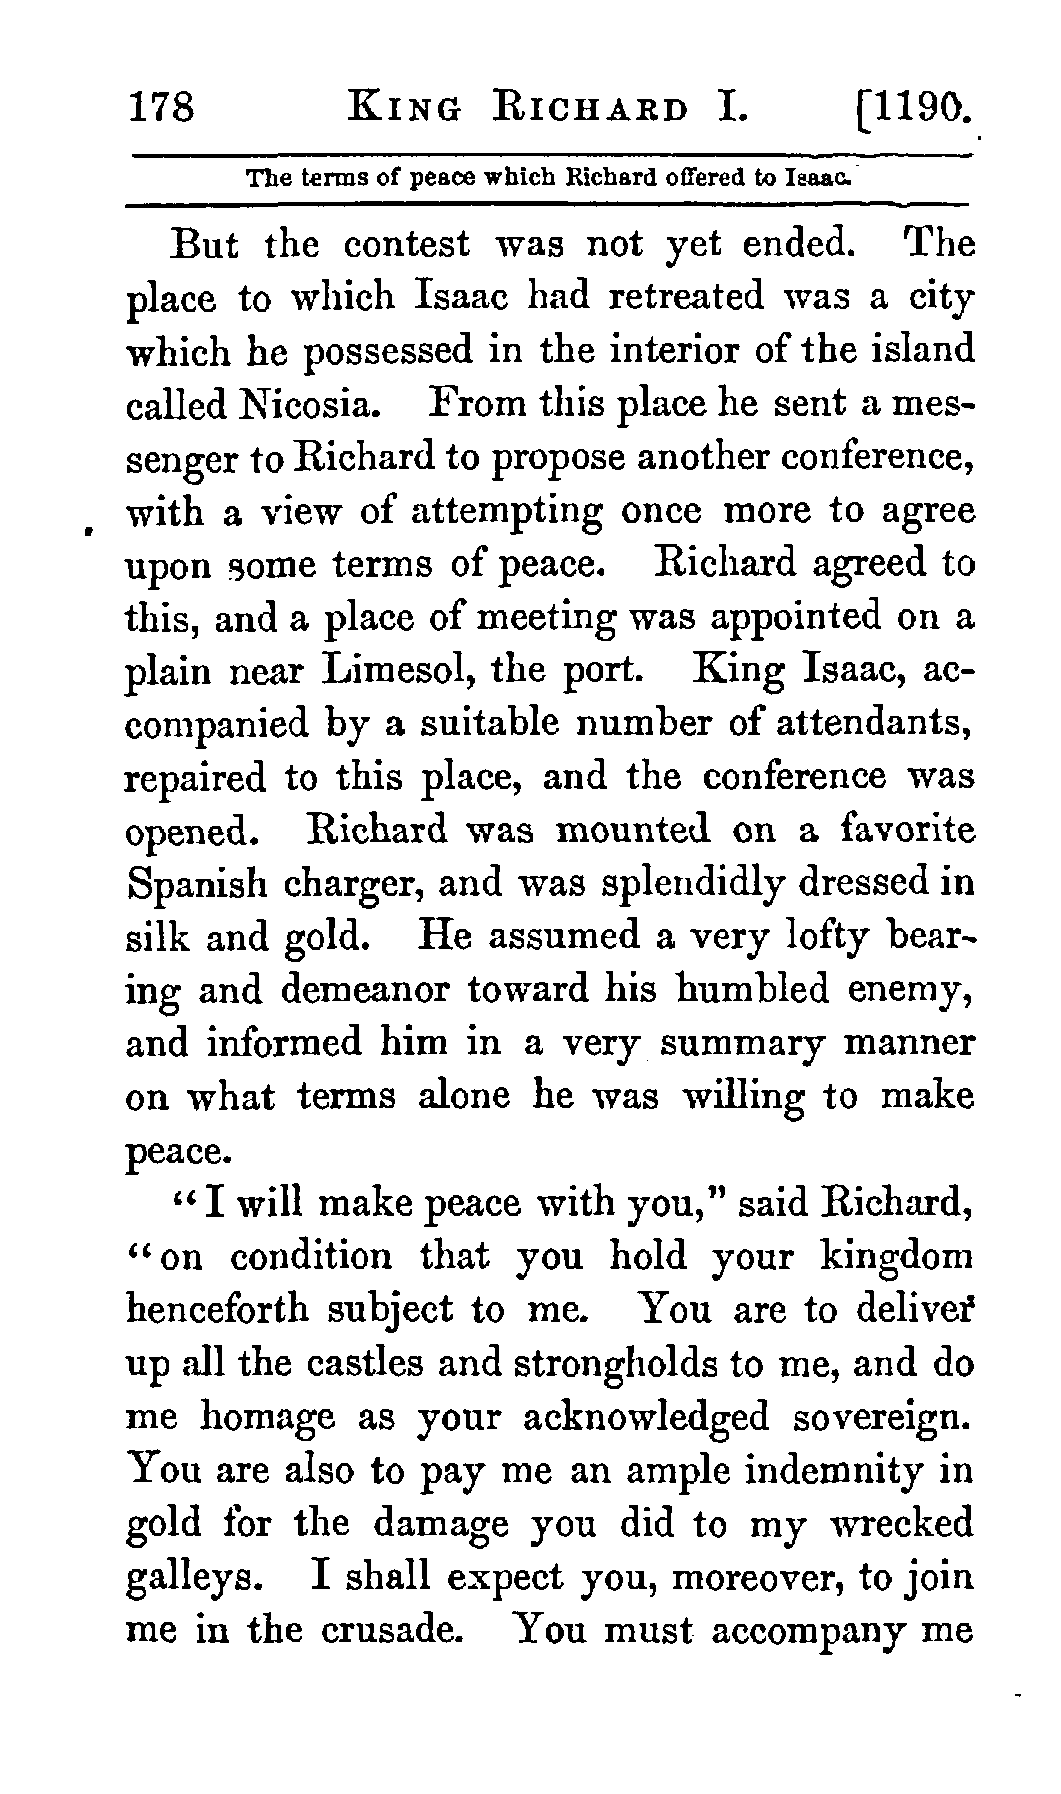 178 KING RICHARD I. [1190.
The terms of peace which Richard offered to Isaac.
But the contest was not yet ended. The
place to which Isaac had retreated was a city
which he possessed in the interior of the island
called Nicosia. From this place he sent a mes-
senger to Richard to propose another conference,
with a view of attempting once more to agree
upon some terms of peace. Richard agreed to
this, and a place of meeting was appointed on a
plain near Limesol, the port. King Isaac, ac-
companied by a suitable number of attendants,
repaired to this place, and the conference was
opened. Richard was mounted on a favorite
Spanish charger, and was splendidly dressed in
silk and gold. He assumed a very lofty bear-
ing and demeanor toward his humbled enemy,
and informed him in a very summary manner
on what terms alone he was willing to make
peace.
“I will make peace with you,” said Richard,
“on condition that you hold your kingdom
henceforth subject to me. You are to deliver
up all the castles and strongholds to me, and do
me homage as your acknowledged sovereign.
You are also to pay me an ample indemnity in
gold for the damage you did to my wrecked
galleys. I shall expect you, moreover, to join
me in the crusade. You must accompany me